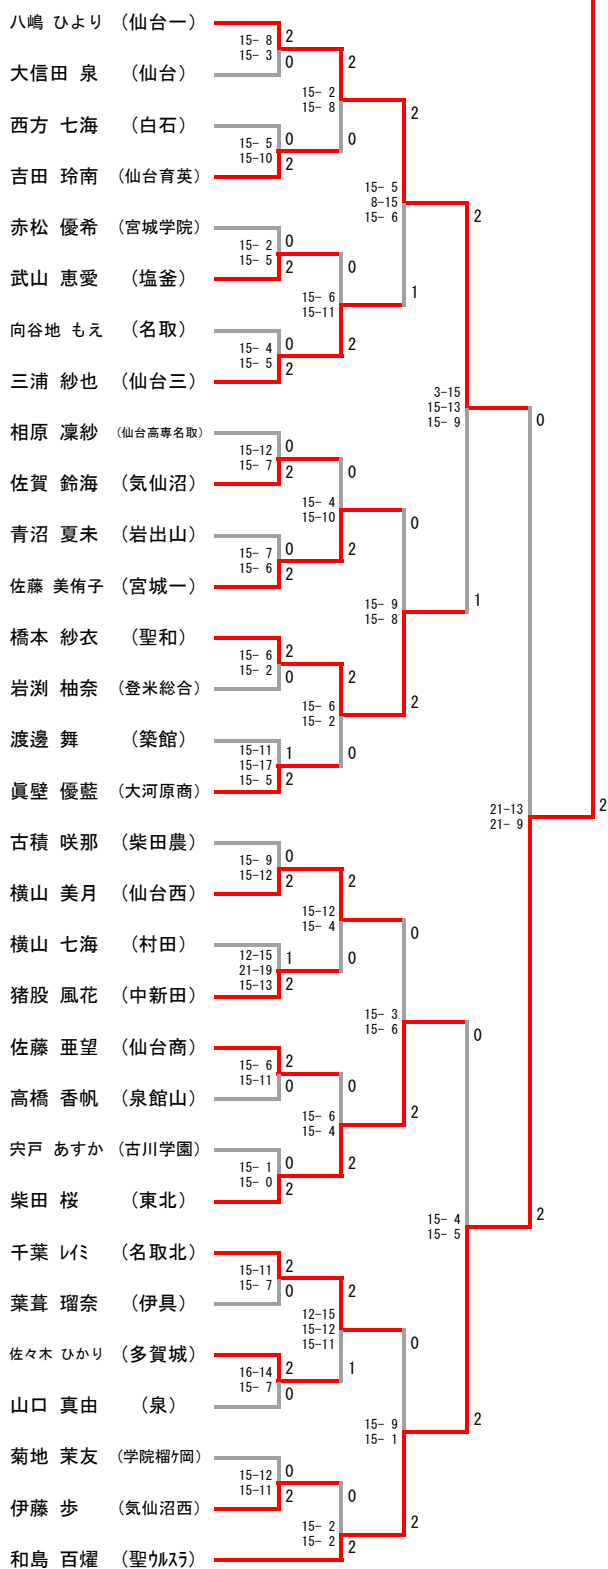 八嶋 ひより （仙台一）
15- 8 2
15- 3 0
大信田 泉 （仙台）
15- 2 2
15- 8 0
西方 七海 （白石）
15- 5 0
15-10 2
吉田 玲南 （仙台育英）
15- 5 2
8-15
15- 6 1
赤松 優希 （宮城学院）
15- 2 0
15- 5 2
武山 恵愛 （塩釜）
15- 6 0
15-11 2
向谷地 もえ （名取）
15- 4 0
15- 5 2
三浦 紗也 （仙台三）
3-15 2
15-13
15- 9 1
相原 凜紗 （仙台高専名取）
15-12 0
15- 7 2
佐賀 鈴海 （気仙沼）
15- 4 0
15-10 2
青沼 夏未 （岩出山）
15- 7 0
15- 6 2
佐藤 美侑子 （宮城一）
15- 9 0
15- 8 2
橋本 紗衣 （聖和）
15- 6 2
15- 2 0
岩渕 柚奈 （登米総合）
15- 6 2
15- 2 0
渡邊 舞 （築館）
15-11 1
15-17
15- 5 2
眞壁 優藍 （大河原商）
21-13 0
21- 9 2
2
古積 咲那 （柴田農）
15- 9 0
15-12 2
横山 美月 （仙台西）
15-12 2
15- 4 0
横山 七海 （村田）
12-15 1
21-19
15-13 2
猪股 風花 （中新田）
15- 3 0
15- 6 2
佐藤 亜望 （仙台商）
15- 6 2
15-11 0
高橋 香帆 （泉館山）
15- 6 0
15- 4 2
宍戸 あすか （古川学園）
15- 1 0
15- 0 2
柴田 桜 （東北）
15- 4 0
15- 5 2
千葉 ﾚｲﾐ （名取北）
15-11 2
15- 7 0
葉葺 瑠奈 （伊具）
12-15 2
15-12
15-11 1
佐々木 ひかり （多賀城）
16-14 2
15- 7 0
山口 真由 （泉）
15- 9 0
15- 1 2
菊地 茉友 （学院榴ｹ岡）
15-12 0
15-11 2
伊藤 歩 （気仙沼西）
15- 2 0
15- 2 2
和島 百燿 （聖ｳﾙｽﾗ）